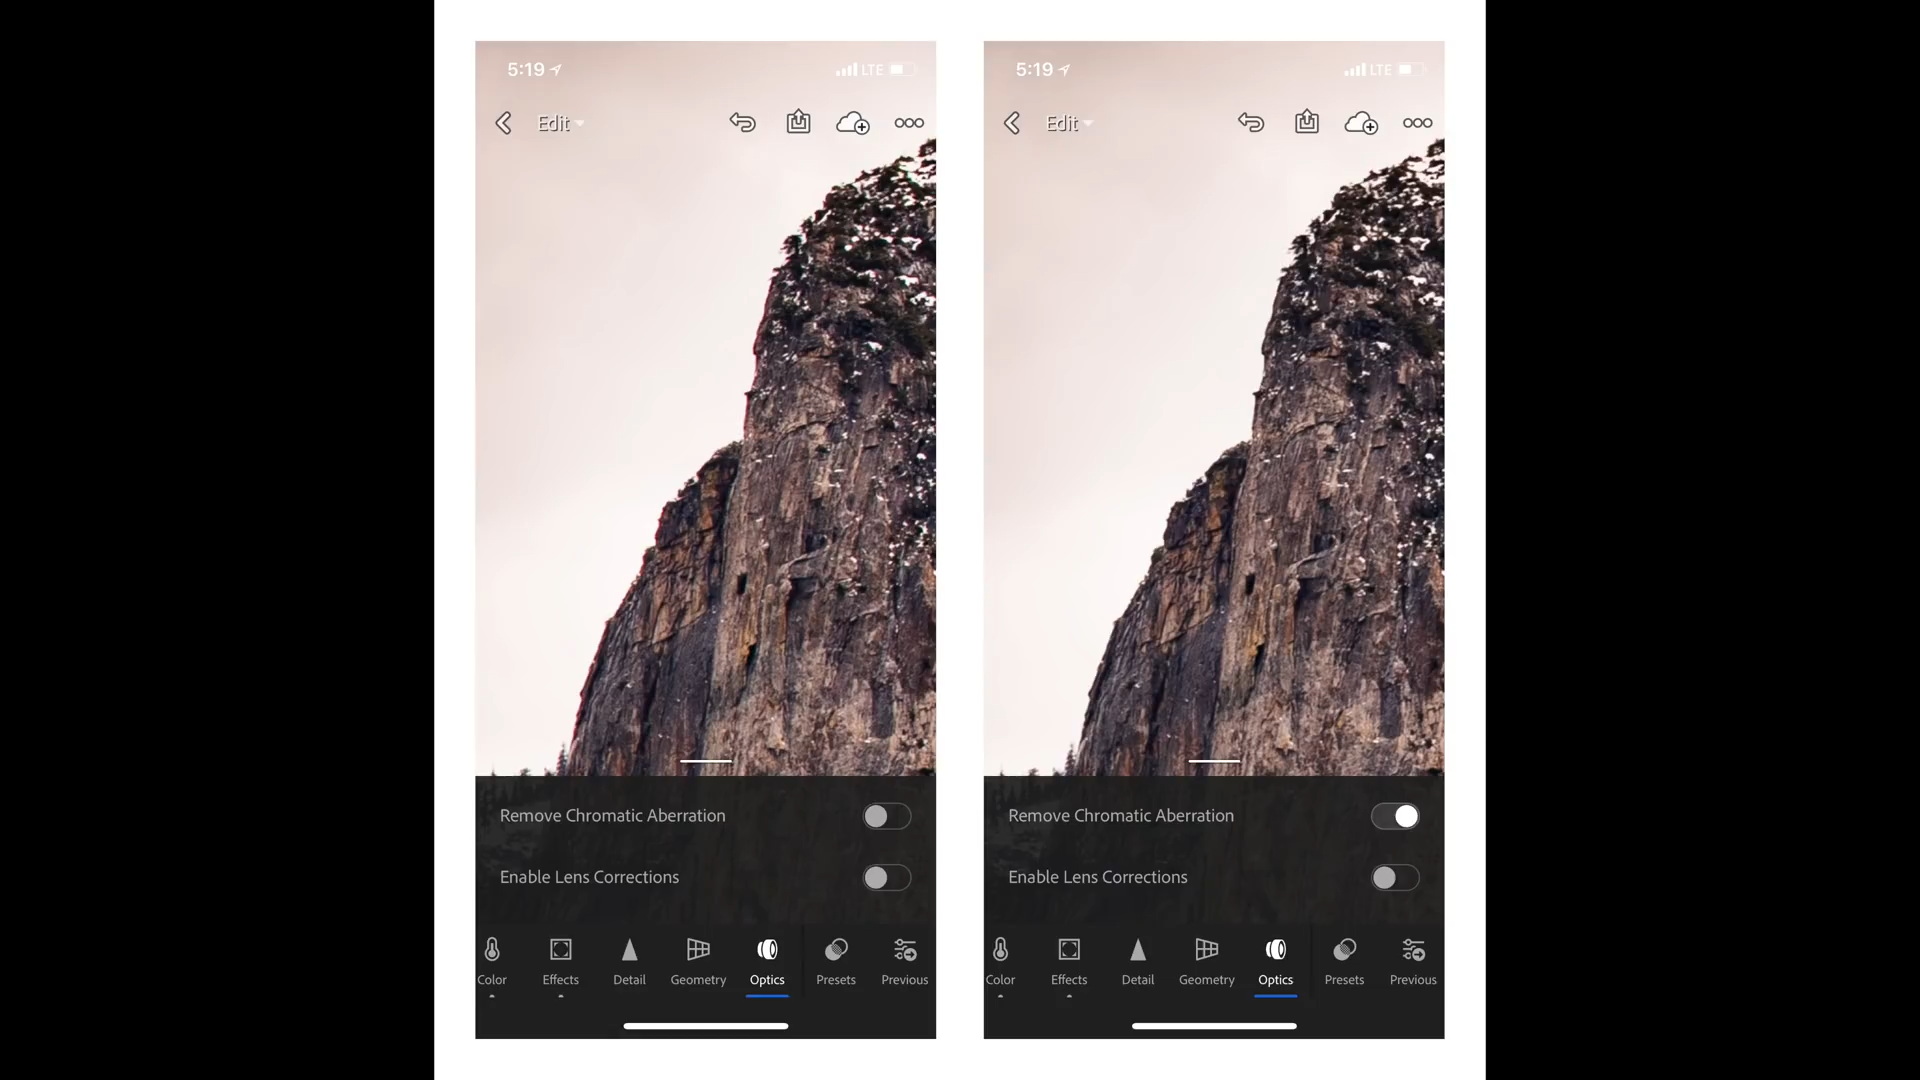 5:19 LTE
Edit
Remove Chromatic Aberration
Enable Lens Corrections
Color Effects Detail Geometry Optics Presets Previous
5:19 LTE
Edit
Remove Chromatic Aberration
Enable Lens Corrections
Color Effects Detail Geometry Optics Presets Previous